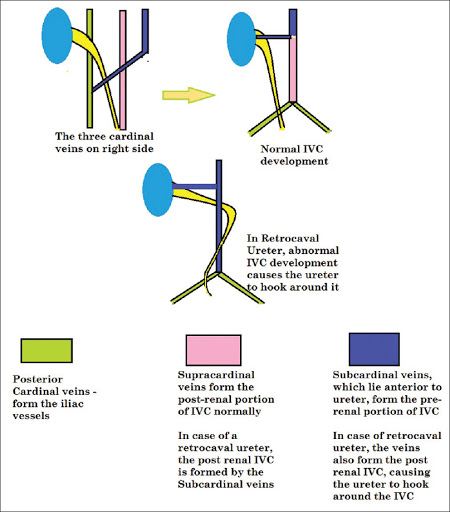 The three cardinal
veins on right side
Normal IVC
development
In Retrocaval
Ureter, abnormal
IVC development
causes the ureter
to hook around it
Posterior
Cardinal veins -
form the iliac
vessels
Supracardinal
veins form the
post-renal portion
of IVC normally
In case of a
retrocaval ureter,
the post renal IVC
is formed by the
Subcardinal veins
Subcardinal veins,
which lie anterior to
ureter, form the pre-
renal portion of IVC
In case of retrocaval
ureter, the veins
also form the post
renal IVC, causing
the ureter to hook
around the IVC